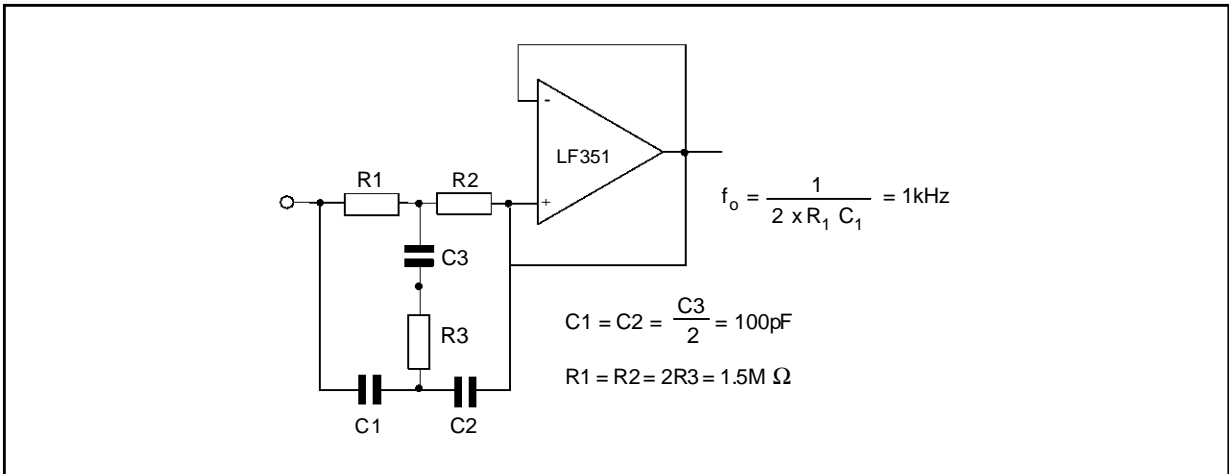 -
LF351
+
R1
R2
C3
R3
C1
C2
f₀ = 1 / 2 x R₁ C₁ = 1kHz
C1 = C2 = C3 / 2 = 100pF
R1 = R2 = 2R3 = 1.5M Ω